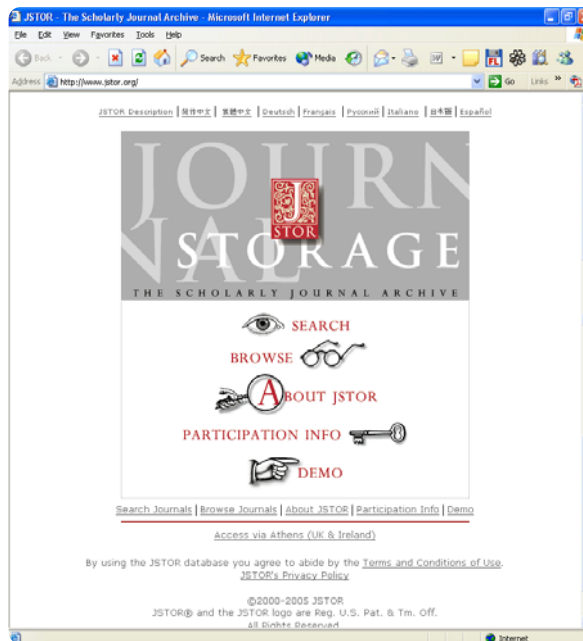 JSTOR - The Scholarly Journal Archive - Microsoft Internet Explorer
File Edit View Favorites Tools Help
Back Search Favorites Media W FL
Address http://www.jstor.org/ Go Links »
JSTOR Description | 简体中文 | 繁體中文 | Deutsch | Français | Русский | Italiano | 日本語 | Español
JOURN
NAL
J
STOR
STORAGE
THE SCHOLARLY JOURNAL ARCHIVE
SEARCH
BROWSE
ABOUT JSTOR
PARTICIPATION INFO
DEMO
Search Journals | Browse Journals | About JSTOR | Participation Info | Demo
Access via Athens (UK & Ireland)
By using the JSTOR database you agree to abide by the Terms and Conditions of Use.
JSTOR's Privacy Policy
©2000-2005 JSTOR
JSTOR® and the JSTOR logo are Reg. U.S. Pat. & Tm. Off.
All Rights Reserved
Internet